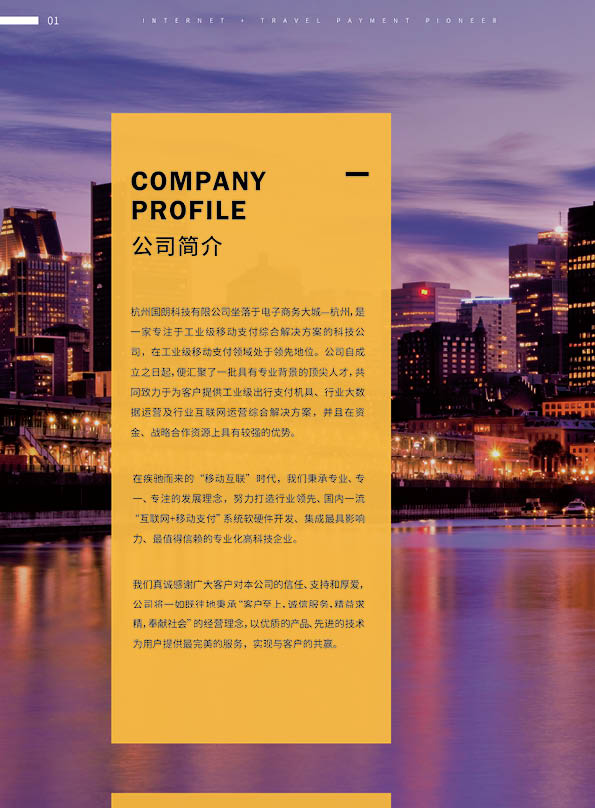 01
INTERNET + TRAVEL PAYMENT PIONEER
COMPANY
PROFILE
公司简介
杭州国朗科技有限公司坐落于电子商务大城—杭州,是
一家专注于工业级移动支付综合解决方案的科技公
司，在工业级移动支付领域处于领先地位。公司自成
立之日起,便汇聚了一批具有专业背景的顶尖人才,共
同致力于为客户提供工业级出行支付机具、行业大数
据运营及行业互联网运营综合解决方案，并且在资
金、战略合作资源上具有较强的优势。
在疾驰而来的“移动互联”时代，我们秉承专业、专
一、专注的发展理念，努力打造行业领先、国内一流
“互联网+移动支付”系统软硬件开发、集成最具影响
力、最值得信赖的专业化高科技企业。
我们真诚感谢广大客户对本公司的信任、支持和厚爱，
公司将一如既往地秉承“客户至上,诚信服务,精益求
精,奉献社会”的经营理念,以优质的产品、先进的技术
为用户提供最完美的服务，实现与客户的共赢。